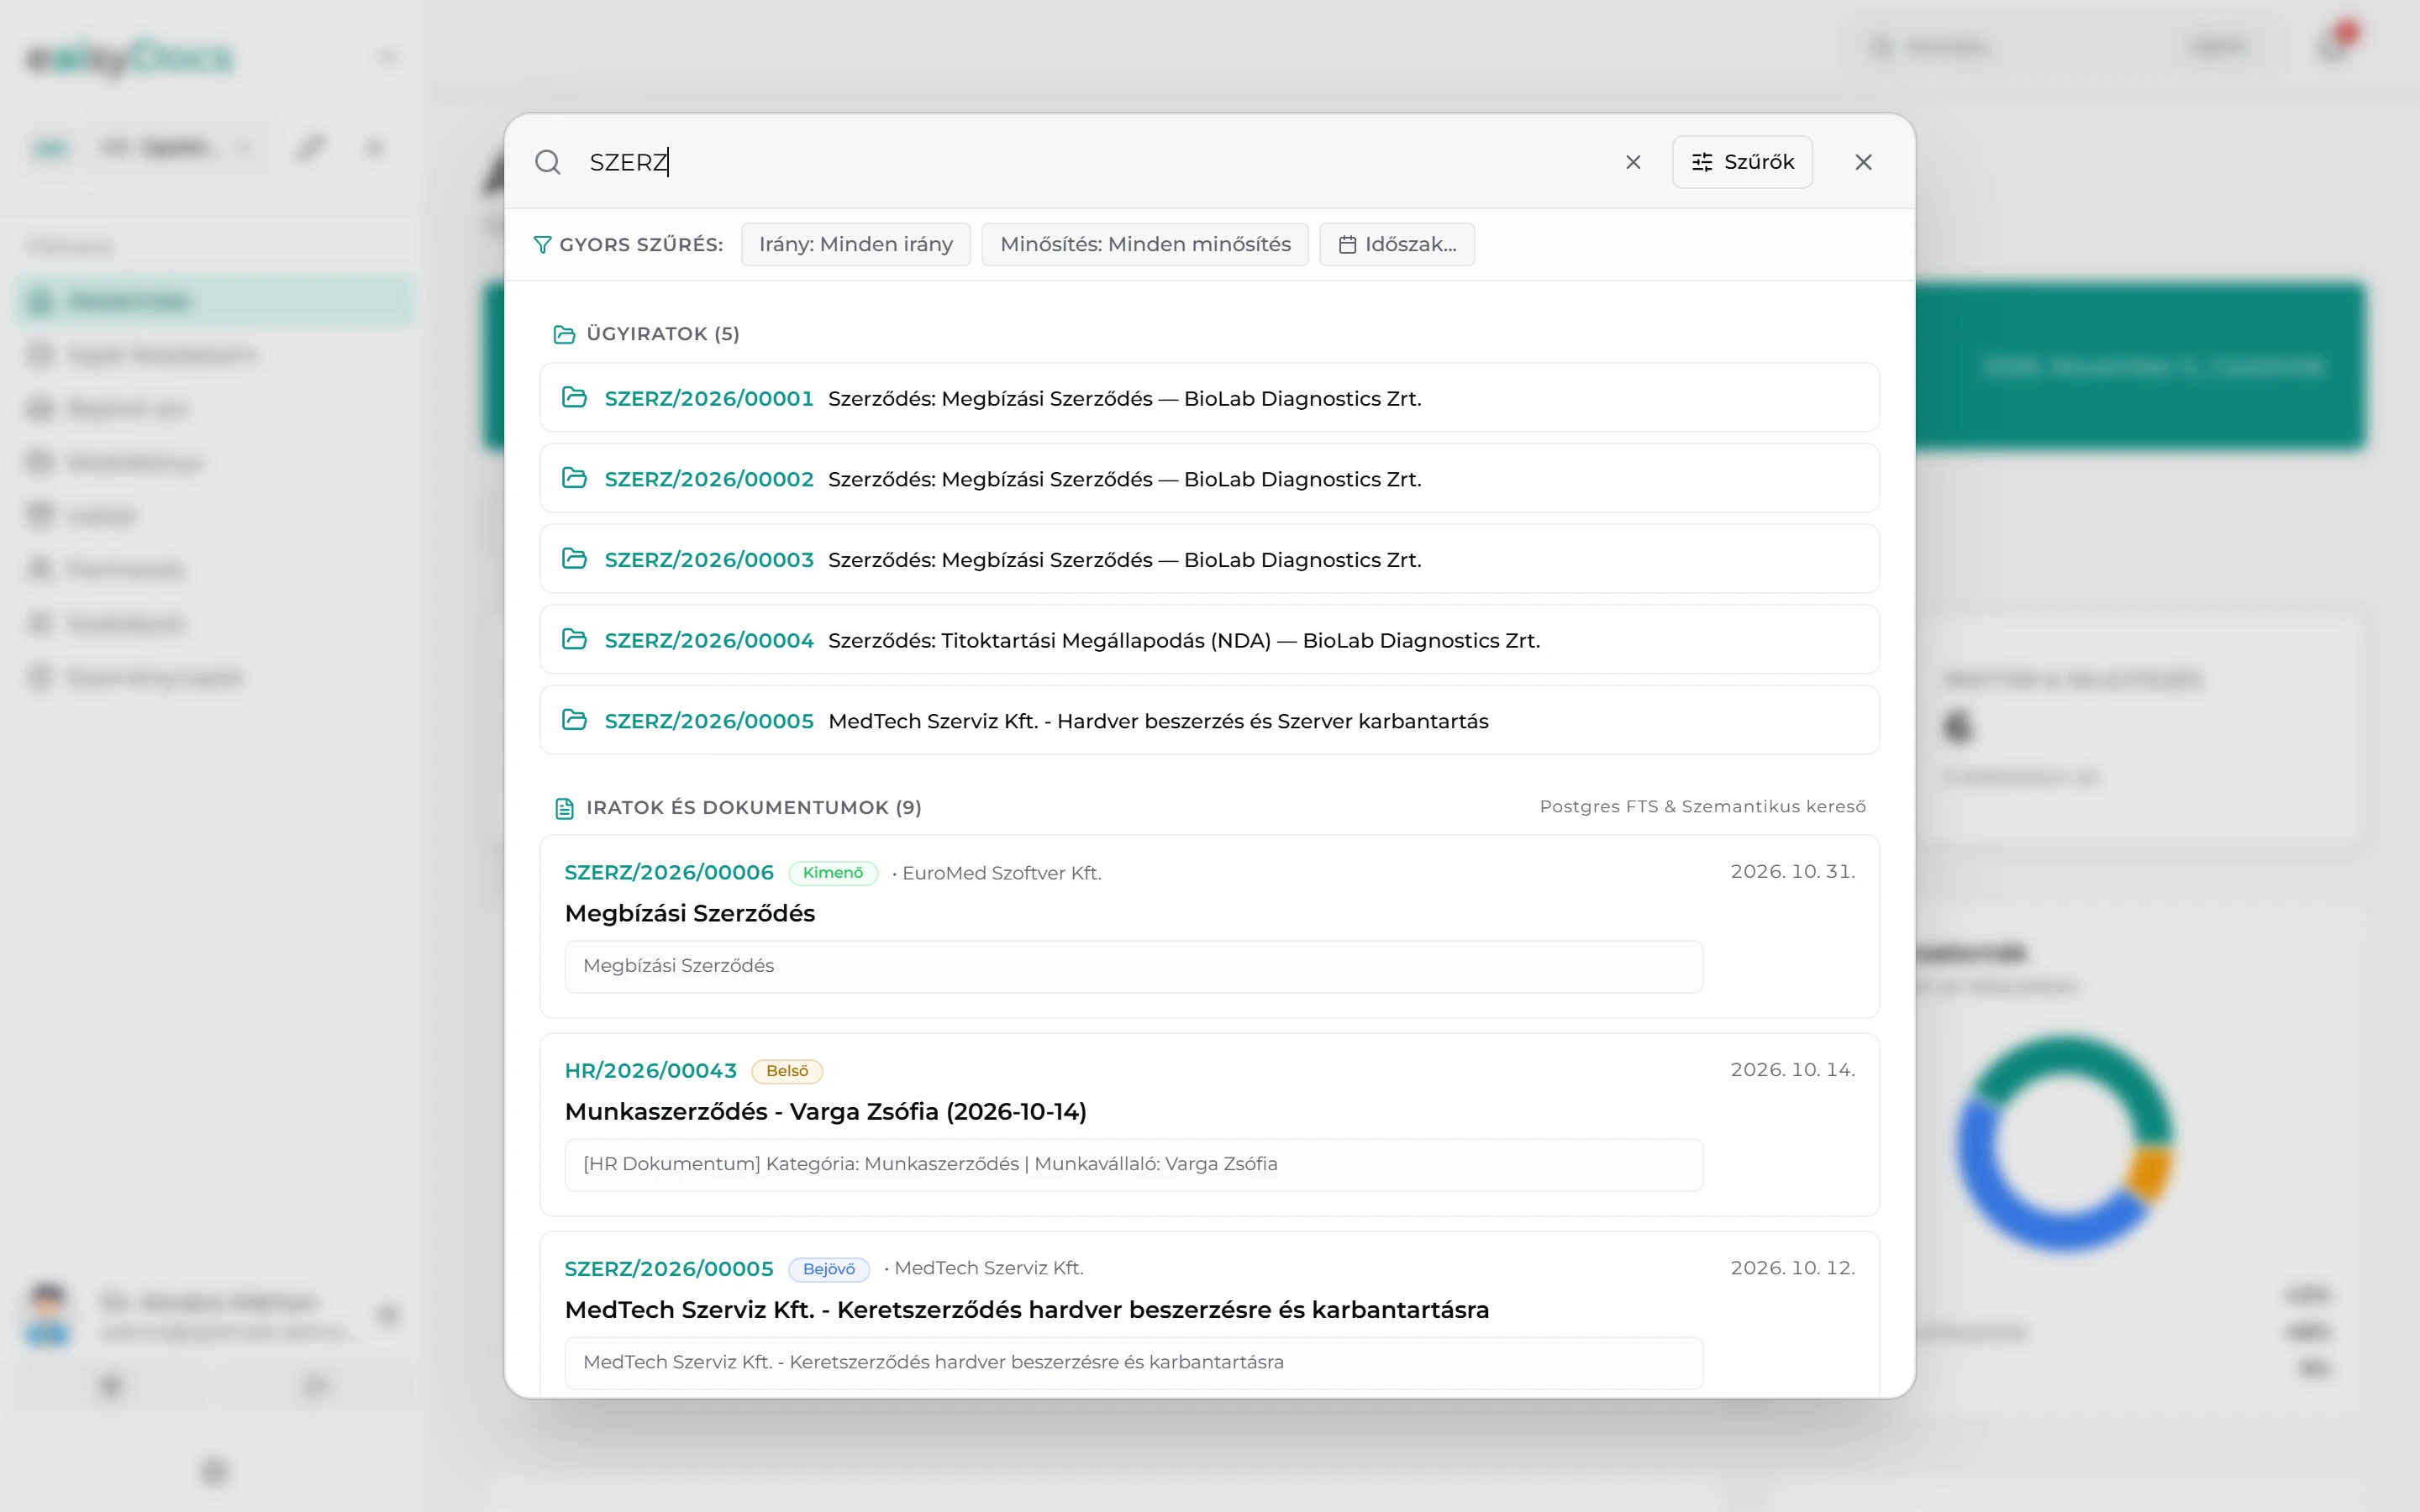 eaisyDocs
SZERZ
Szűrők
GYORS SZŰRÉS:
Irány: Minden irány
Minősítés: Minden minősítés
Időszak...
ÜGYIRATOK (5)
SZERZ/2026/00001 Szerződés: Megbízási Szerződés — BioLab Diagnostics Zrt.
SZERZ/2026/00002 Szerződés: Megbízási Szerződés — BioLab Diagnostics Zrt.
SZERZ/2026/00003 Szerződés: Megbízási Szerződés — BioLab Diagnostics Zrt.
SZERZ/2026/00004 Szerződés: Titoktartási Megállapodás (NDA) — BioLab Diagnostics Zrt.
SZERZ/2026/00005 MedTech Szerviz Kft. - Hardver beszerzés és Szerver karbantartás
IRATOK ÉS DOKUMENTUMOK (9)
Postgres FTS & Szemantikus kereső
SZERZ/2026/00006 Kimenő • EuroMed Szoftver Kft. 2026. 10. 31.
Megbízási Szerződés
Megbízási Szerződés
HR/2026/00043 Belső 2026. 10. 14.
Munkaszerződés - Varga Zsófia (2026-10-14)
[HR Dokumentum] Kategória: Munkaszerződés | Munkavállaló: Varga Zsófia
SZERZ/2026/00005 Bejövő • MedTech Szerviz Kft. 2026. 10. 12.
MedTech Szerviz Kft. - Keretszerződés hardver beszerzésre és karbantartásra
MedTech Szerviz Kft. - Keretszerződés hardver beszerzésre és karbantartásra